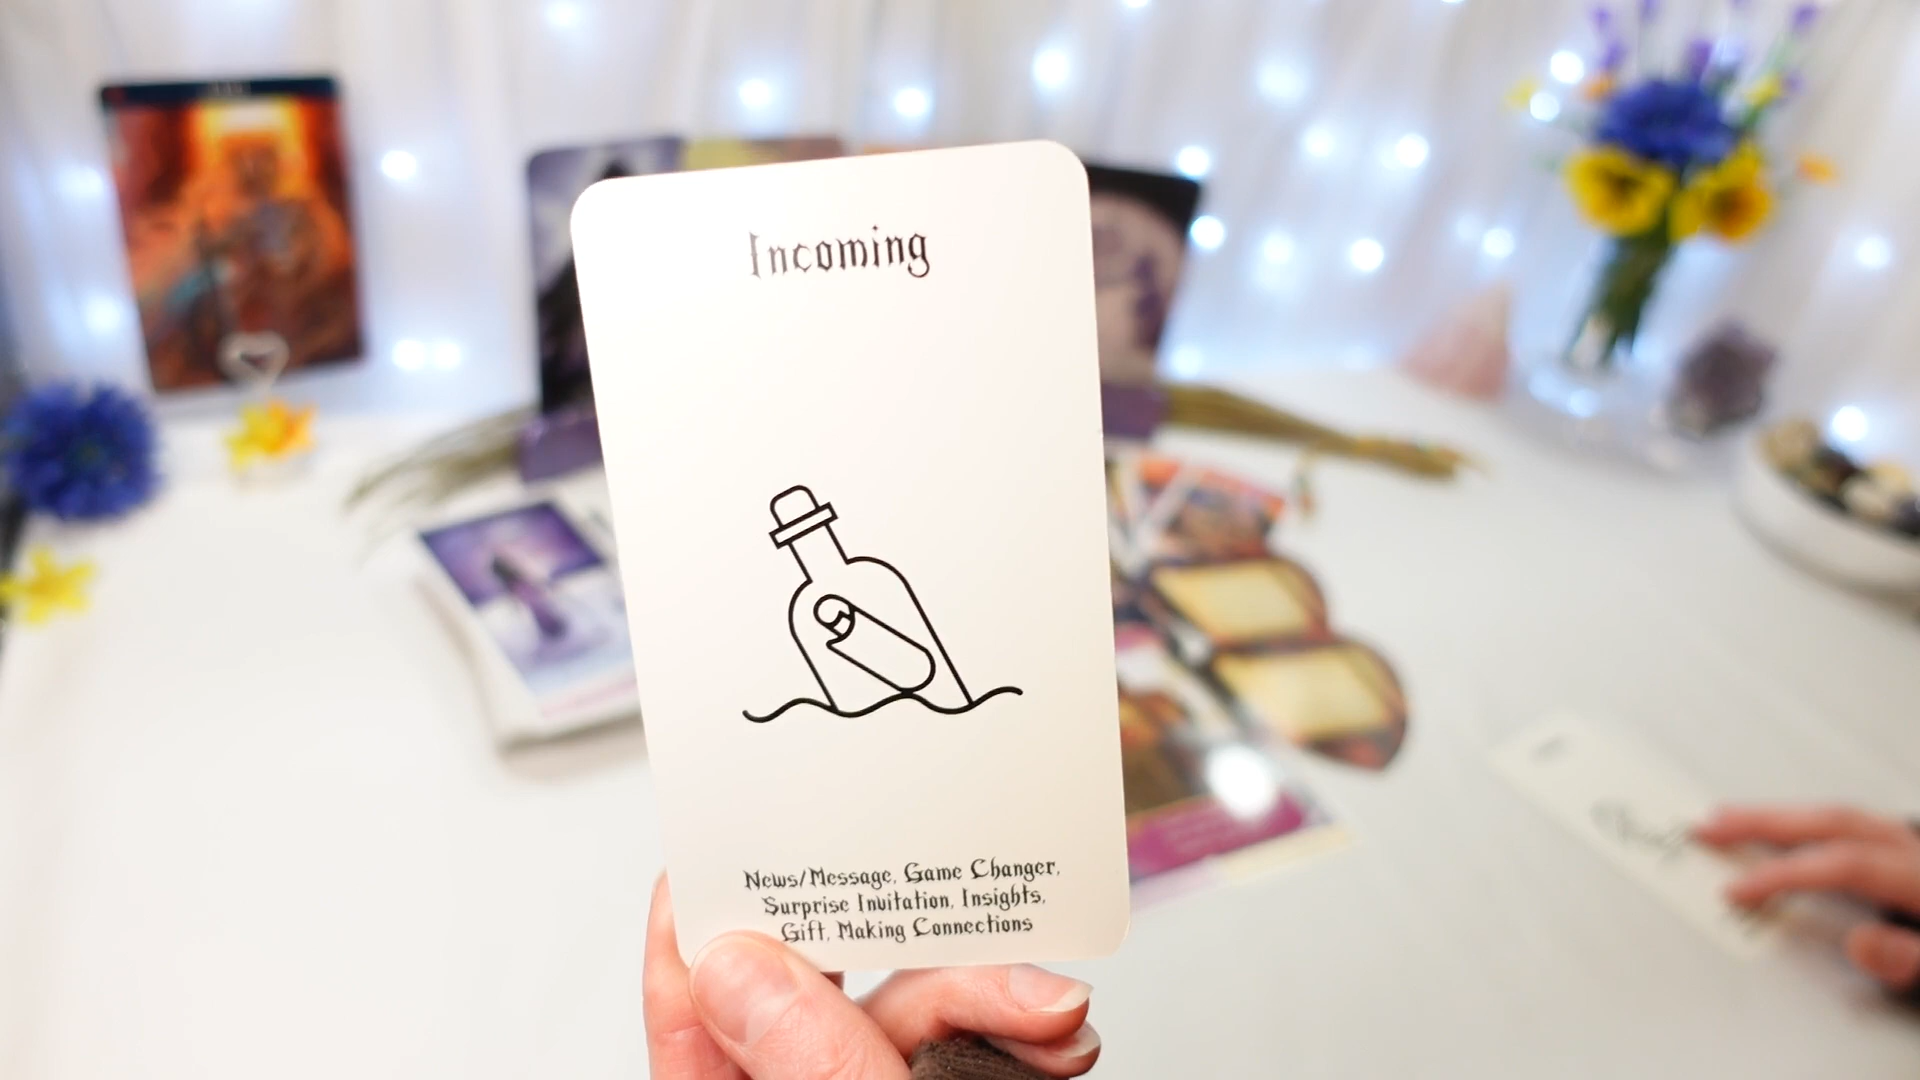 Incoming
News/Message, Game Changer,
Surprise Invitation, Insights,
Gift, Making Connections